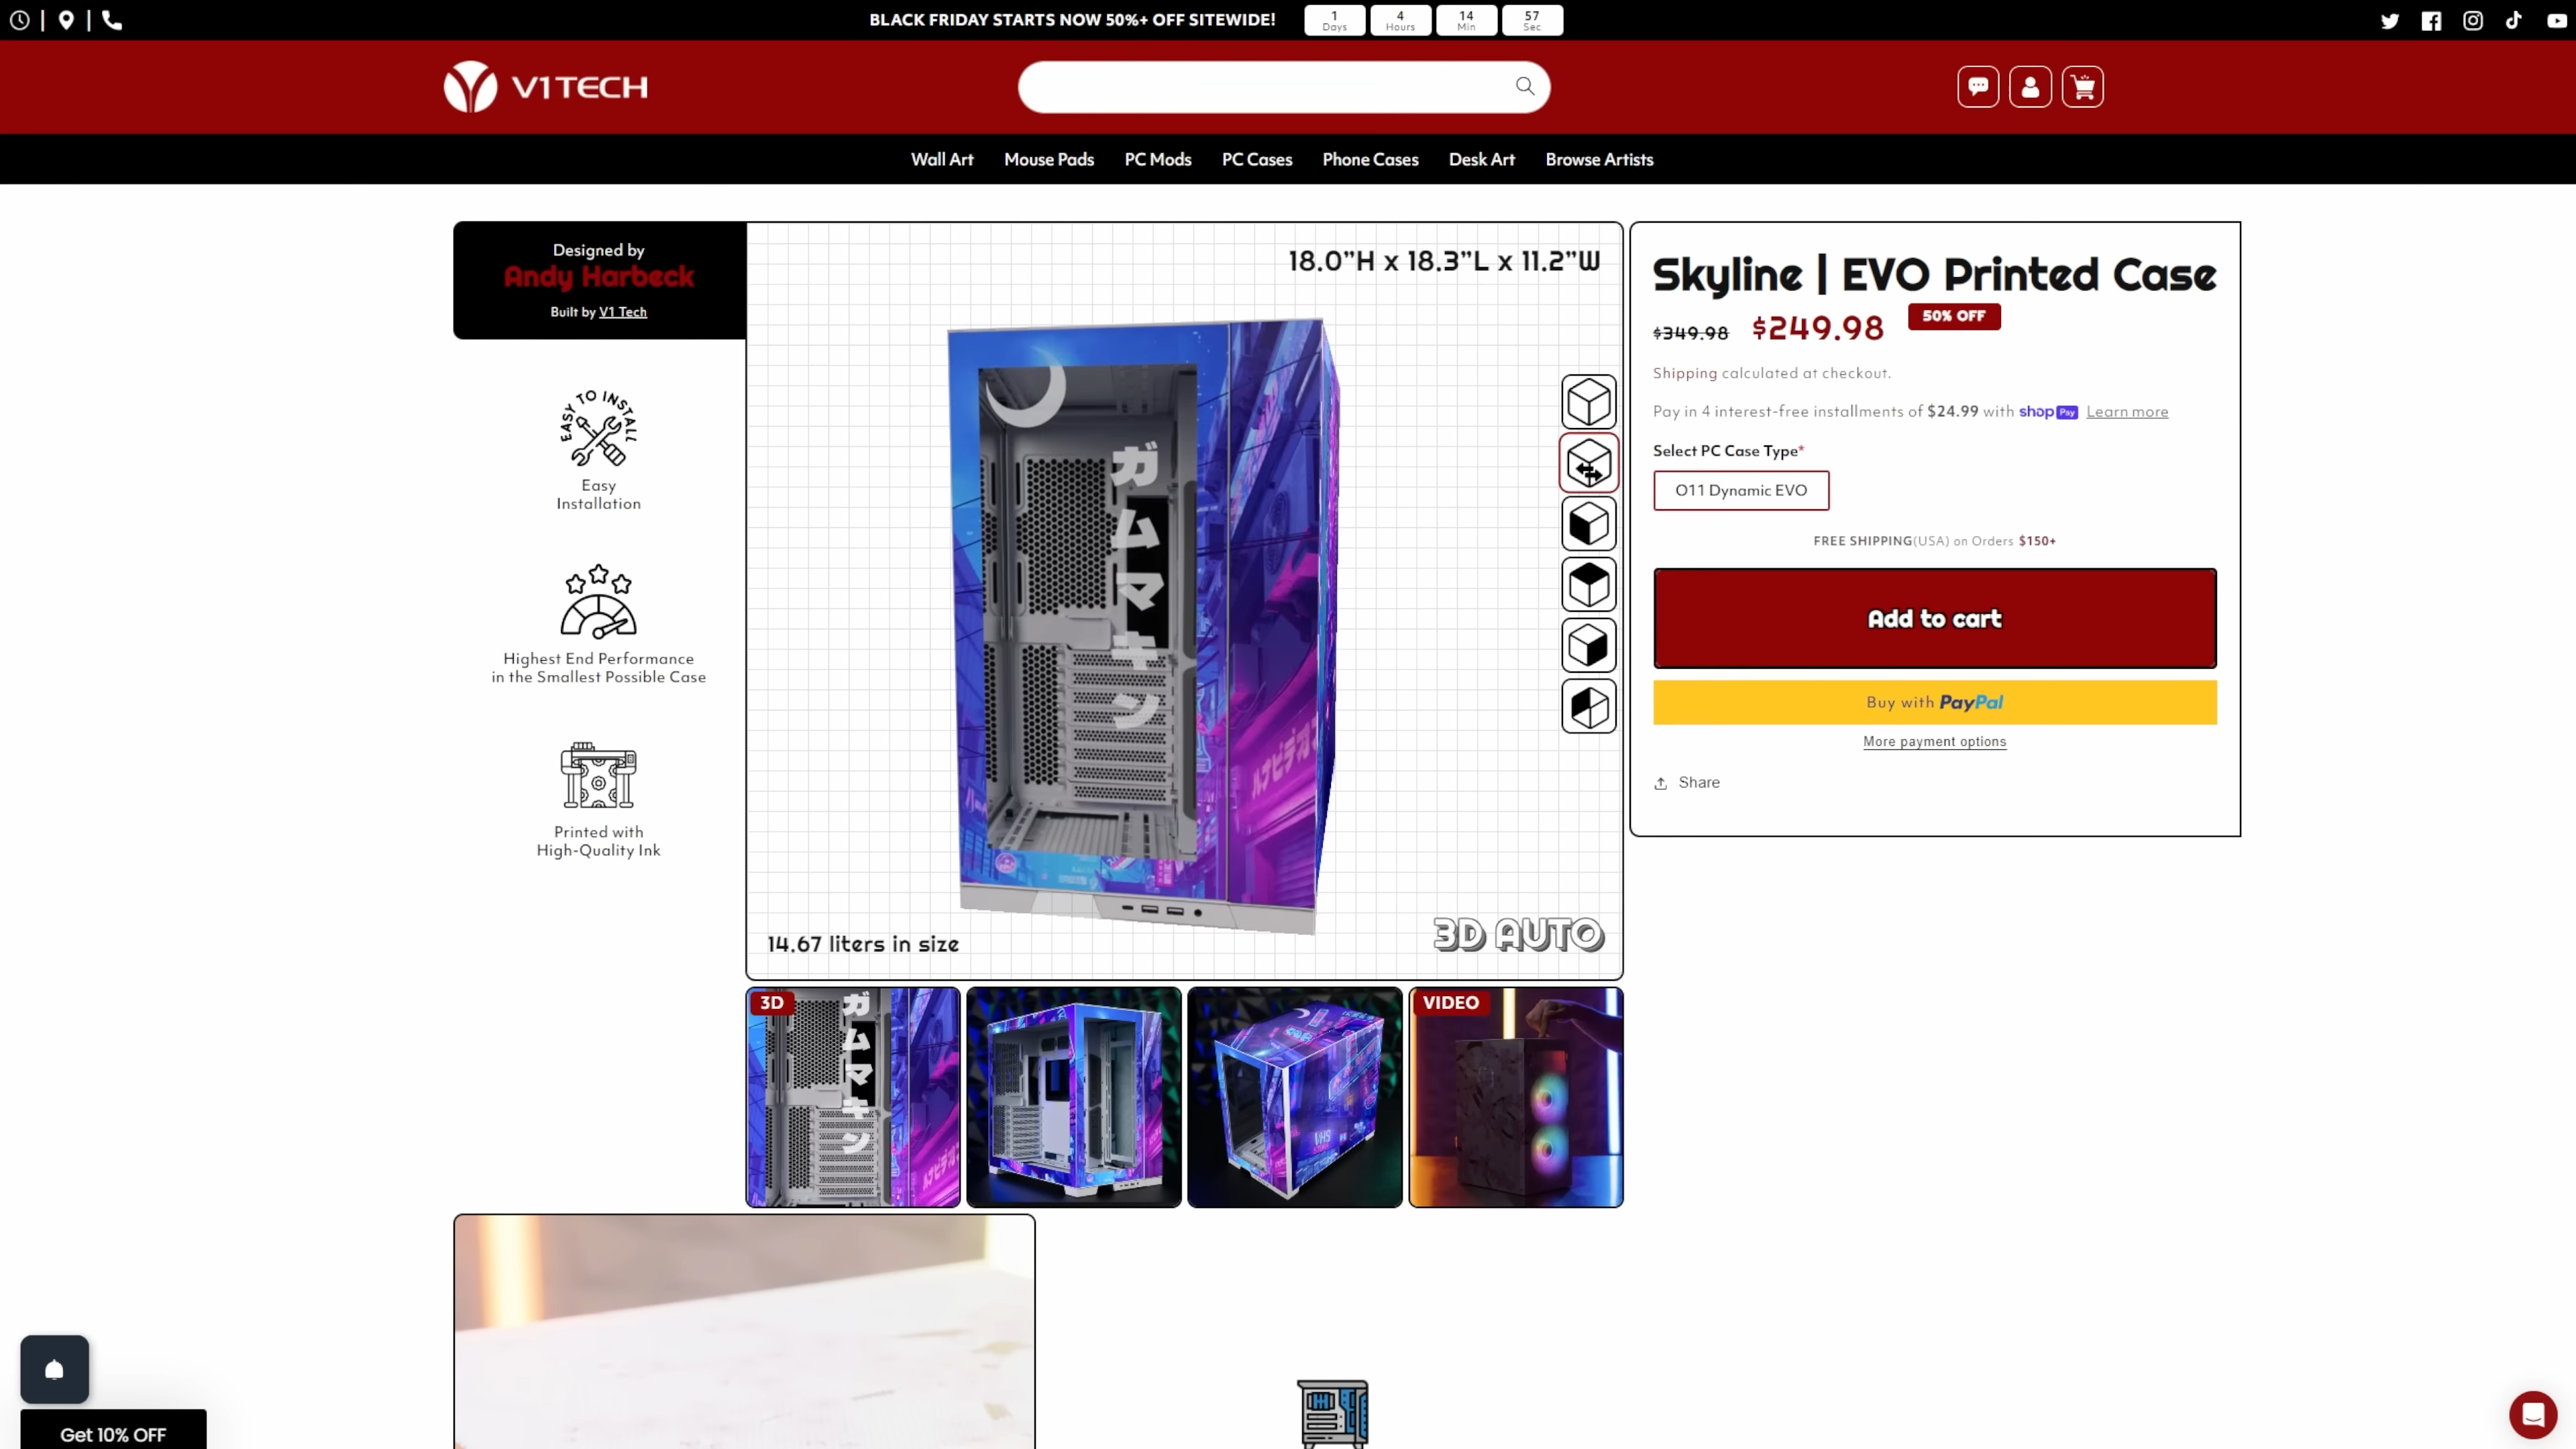 BLACK FRIDAY STARTS NOW 50%+ OFF SITEWIDE!
1 Days
4 Hours
14 Min
57 Sec
V1TECH
Wall Art Mouse Pads PC Mods PC Cases Phone Cases Desk Art Browse Artists
Designed by
Andy Harbeck
Built by V1 Tech
EASY TO INSTALL
Easy
Installation
Highest End Performance
in the Smallest Possible Case
Printed with
High-Quality Ink
18.0”H x 18.3”L x 11.2”W
ガムマキン
14.67 liters in size
3D AUTO
3D
ガムマキン
VHS
VIDEO
Skyline | EVO Printed Case
$349.98 $249.98 50% OFF
Shipping calculated at checkout.
Pay in 4 interest-free installments of $24.99 with shop Pay Learn more
Select PC Case Type*
O11 Dynamic EVO
FREE SHIPPING(USA) on Orders $150+
Add to cart
Buy with PayPal
More payment options
Share
Get 10% OFF